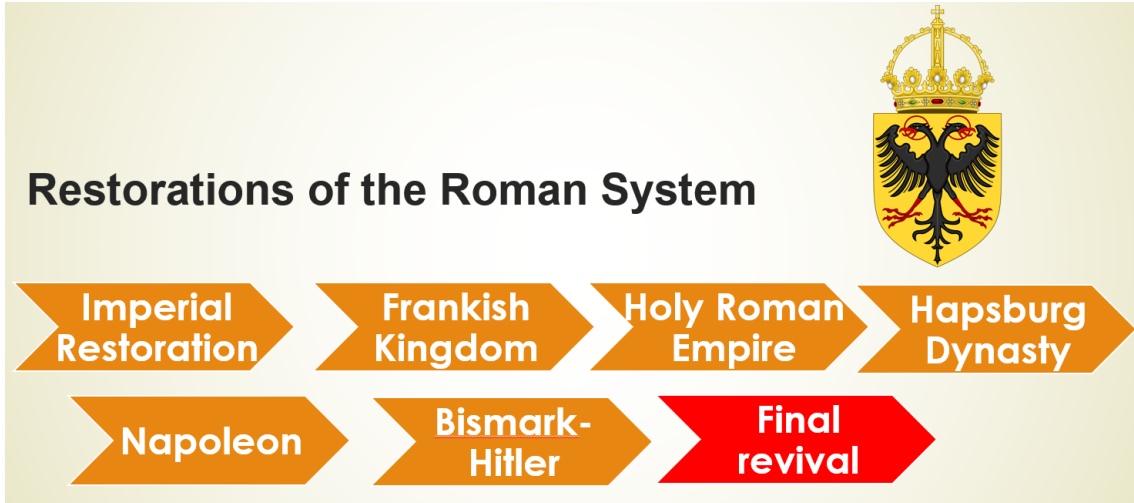 Restorations of the Roman System
Imperial
Restoration
Frankish
Kingdom
Holy Roman
Empire
Hapsburg
Dynasty
Napoleon
Bismark-
Hitler
Final
revival